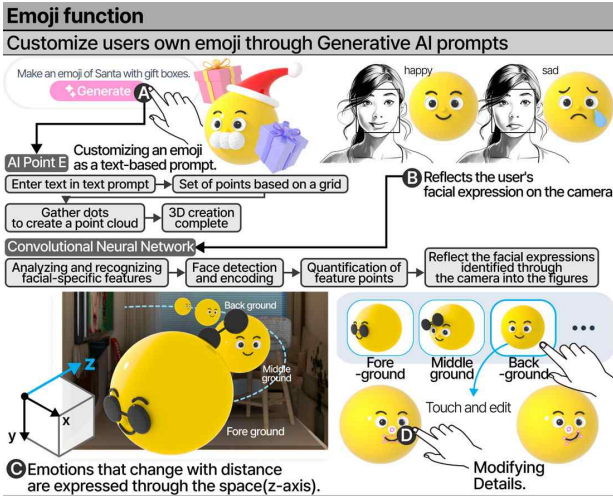 Emoji function
Customize users own emoji through Generative AI prompts
Make an emoji of Santa with gift boxes.
Generate
A
happy
sad
Customizing an emoji
as a text-based prompt.
AI Point E
Enter text in text prompt
Set of points based on a grid
B Reflects the user's
facial expression on the camera
Gather dots
to create a point cloud
3D creation
complete
Convolutional Neural Network
Analyzing and recognizing
facial-specific features
Face detection
and encoding
Quantification of
feature points
Reflect the facial expressions
identified through
the camera into the figures
Back ground
Middle
ground
Fore ground
z
x
y
Fore
-ground
Middle
ground
Back
-ground
Touch and edit
D
Modifying
Details.
C Emotions that change with distance
are expressed through the space(z-axis).